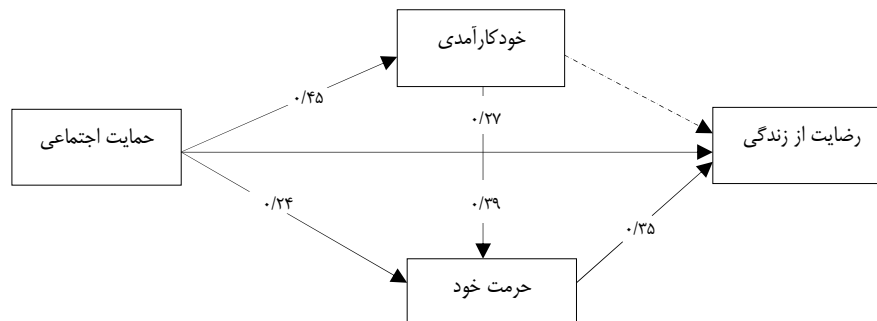 خودکارآمدی
۰/۴۵
۰/۲۷
حمایت اجتماعی
رضایت از زندگی
۰/۲۴
۰/۳۹
۰/۳۵
حرمت خود